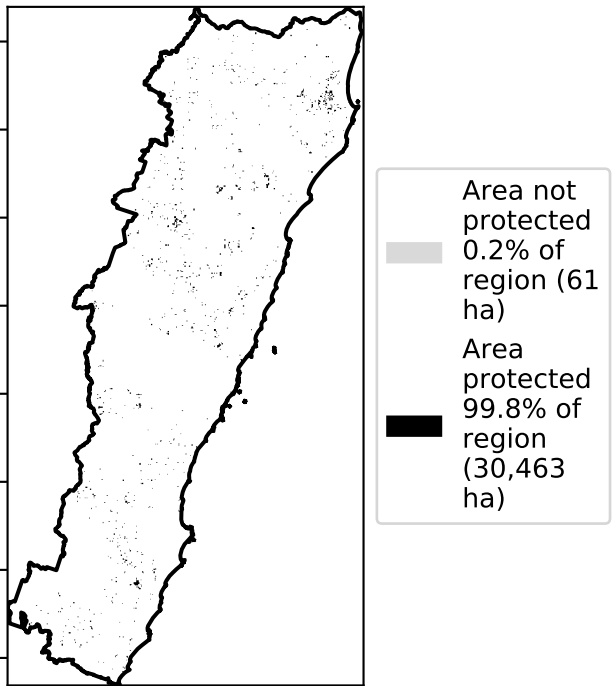 Area not
protected
0.2% of
region (61
ha)
Area
protected
99.8% of
region
(30,463
ha)